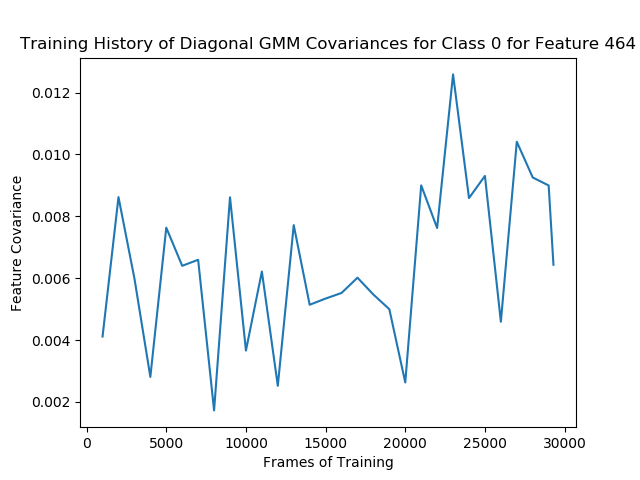 Training History of Diagonal GMM Covariances for Class 0 for Feature 464
0.012
0.010
0.008
0.006
0.004
0.002
Feature Covariance
0 5000 10000 15000 20000 25000 30000
Frames of Training